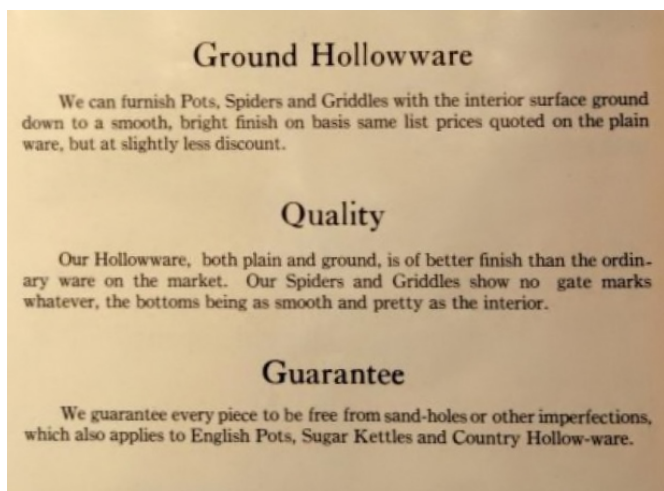 Ground Hollowware
We can furnish Pots, Spiders and Griddles with the interior surface ground
down to a smooth, bright finish on basis same list prices quoted on the plain
ware, but at slightly less discount.
Quality
Our Hollowware, both plain and ground, is of better finish than the ordin-
ary ware on the market. Our Spiders and Griddles show no gate marks
whatever, the bottoms being as smooth and pretty as the interior.
Guarantee
We guarantee every piece to be free from sand-holes or other imperfections,
which also applies to English Pots, Sugar Kettles and Country Hollow-ware.